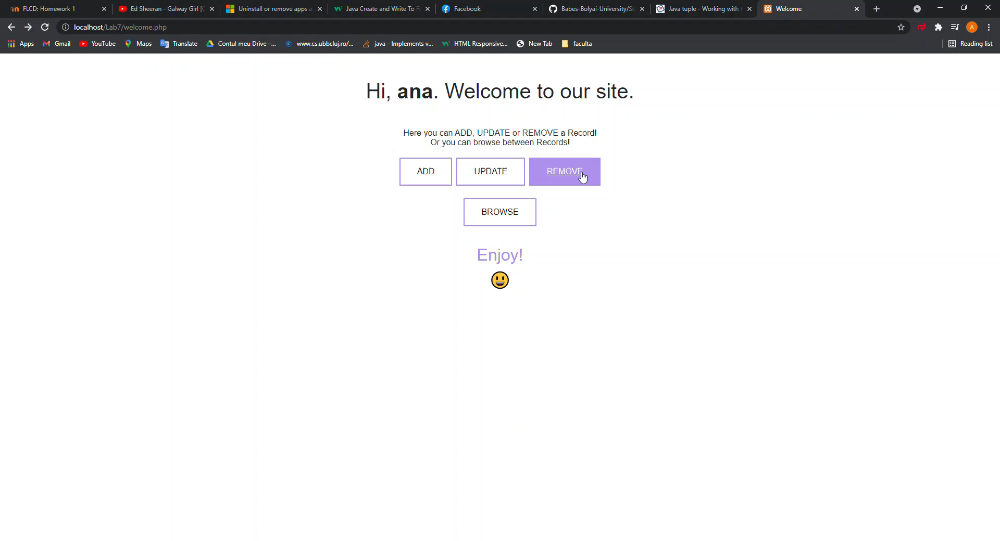 FLCD: Homework 1
Ed Sheeran - Galway Girl [
Uninstall or remove apps
Java Create and Write To
Facebook
Babes-Bolyai-University/
Java tuple - Working with
Welcome
localhost/Lab7/welcome.php
A
Apps
Gmail
YouTube
Maps
Translate
Contul meu Drive –...
www.cs.ubbcluj.ro/...
java - Implements v...
HTML Responsive...
New Tab
faculta
Reading list
Hi, ana. Welcome to our site.
Here you can ADD, UPDATE or REMOVE a Record!
Or you can browse between Records!
ADD
UPDATE
REMOVE
BROWSE
Enjoy!